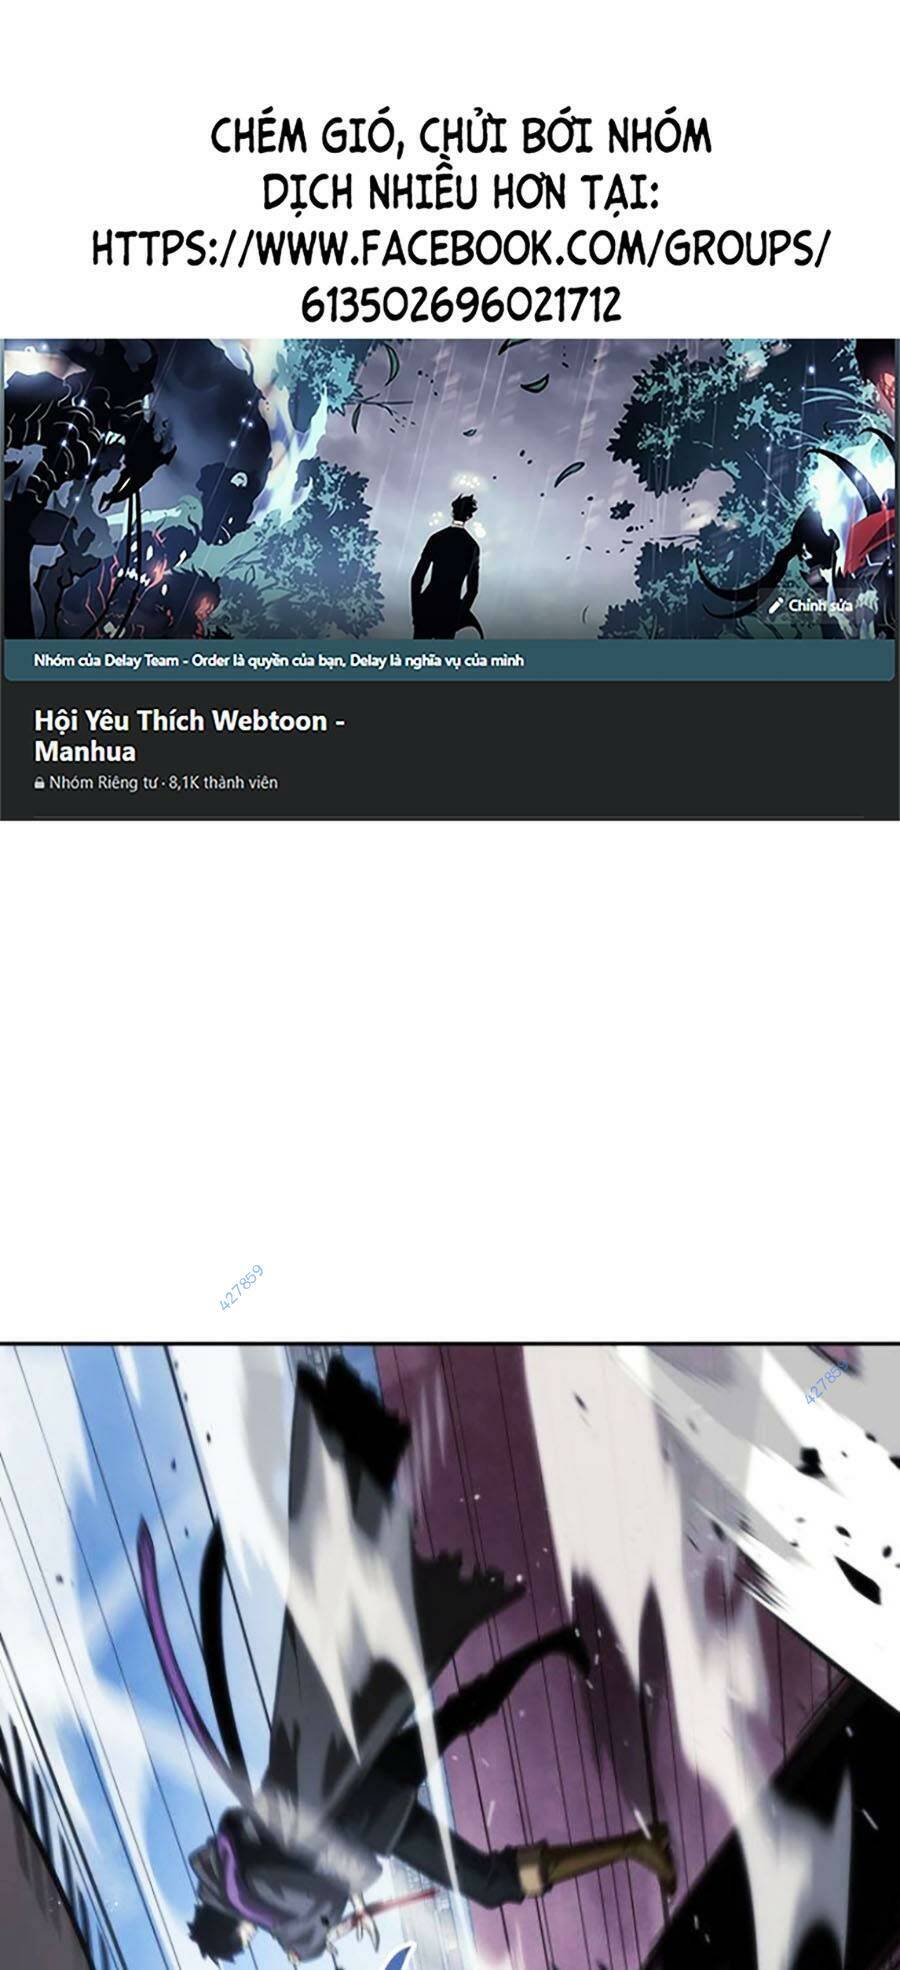 CHÉM GIÓ, CHỬI BỚI NHÓM
DỊCH NHIỀU HƠN TẠI:
HTTPS://WWW.FACEBOOK.COM/GROUPS/
613502696021712
Chỉnh sửa
Nhóm của Delay Team - Order là quyền của bạn, Delay là nghĩa vụ của mình
Hội Yêu Thích Webtoon -
Manhua
Nhóm Riêng tư · 8,1K thành viên
427859
427859